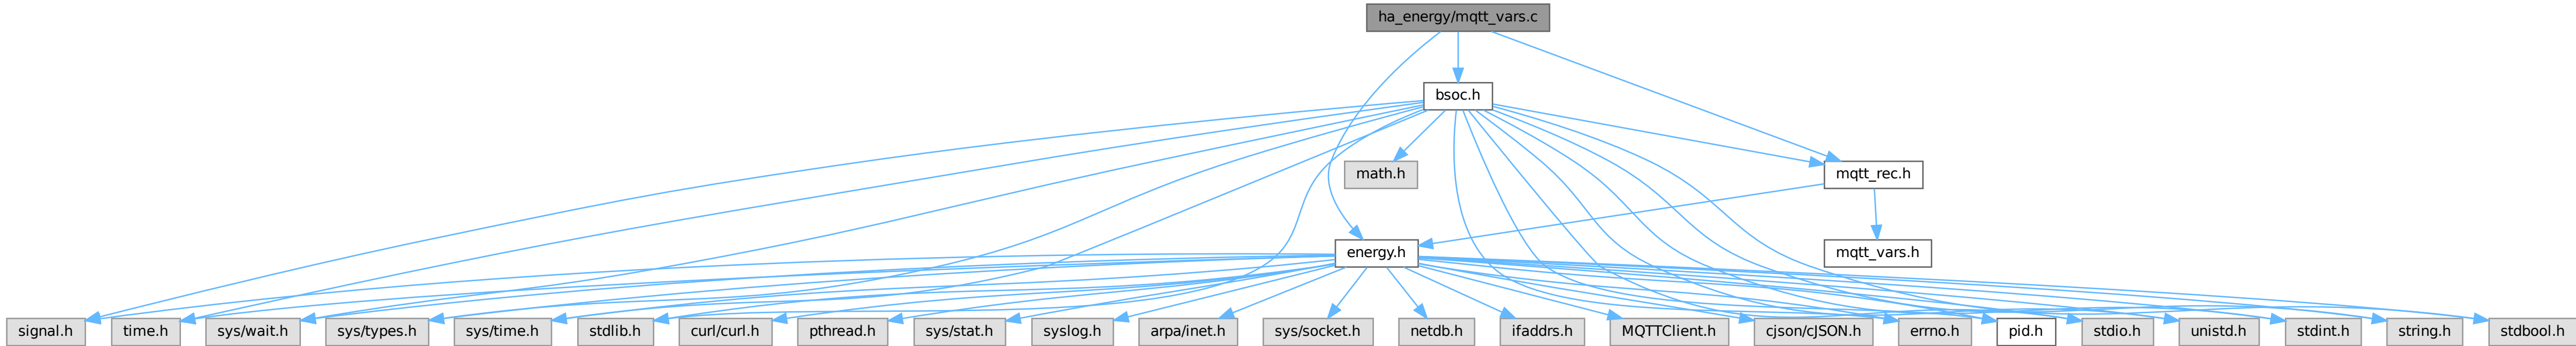 ha_energy/mqtt_vars.c
bsoc.h
math.h
mqtt_rec.h
energy.h
mqtt_vars.h
signal.h
time.h
sys/wait.h
sys/types.h
sys/time.h
stdlib.h
curl/curl.h
pthread.h
sys/stat.h
syslog.h
arpa/inet.h
sys/socket.h
netdb.h
ifaddrs.h
MQTTClient.h
cjson/cJSON.h
errno.h
pid.h
stdio.h
unistd.h
stdint.h
string.h
stdbool.h